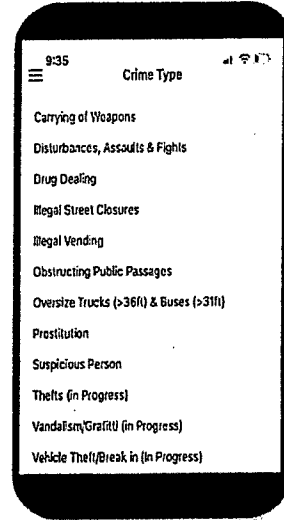 9:35
Crime Type
Carrying of Weapons
Disturbances, Assaults & Fights
Drug Dealing
Illegal Street Closures
Illegal Vending
Obstructing Public Passages
Oversize Trucks (>36ft) & Buses (>31ft)
Prostitution
Suspicious Person
Thefts (in Progress)
Vandalism/Grafitti (in Progress)
Vehicle Theft/Break in (In Progress)